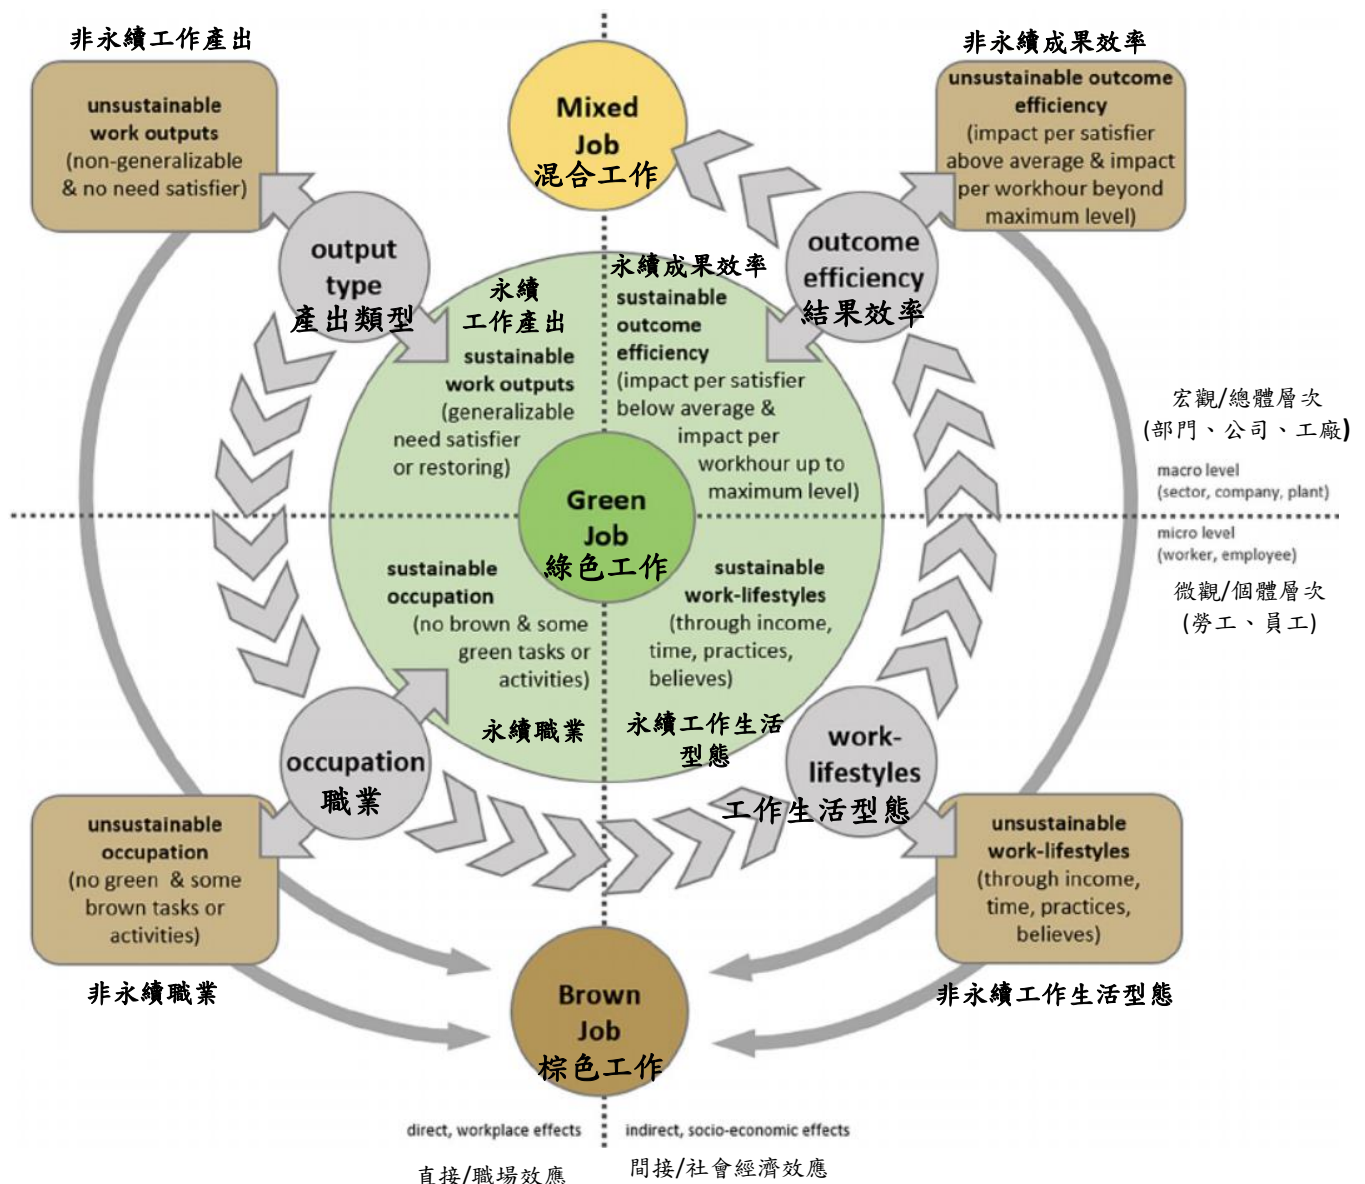 非永續工作產出
unsustainable
work outputs
(non-generalizable
& no need satisfier)
Mixed
Job
混合工作
非永續成果效率
unsustainable outcome
efficiency
(impact per satisfier
above average & impact
per workhour beyond
maximum level)
output
type
產出類型
outcome
efficiency
結果效率
永續
工作產出
sustainable
work outputs
(generalizable
need satisfier
or restoring)
永續成果效率
sustainable
outcome
efficiency
(impact per satisfier
below average &
impact per
workhour up to
maximum level)
宏觀/總體層次
(部門、公司、工廠)
macro level
(sector, company, plant)
micro level
(worker, employee)
微觀/個體層次
(勞工、員工)
Green
Job
綠色工作
sustainable
occupation
(no brown & some
green tasks or
activities)
永續職業
sustainable
work-lifestyles
(through income,
time, practices,
believes)
永續工作生活
型態
occupation
職業
work-
lifestyles
工作生活型態
unsustainable
occupation
(no green & some
brown tasks or
activities)
非永續職業
unsustainable
work-lifestyles
(through income,
time, practices,
believes)
非永續工作生活型態
Brown
Job
棕色工作
direct, workplace effects
直接/職場效應
indirect, socio-economic effects
間接/社會經濟效應